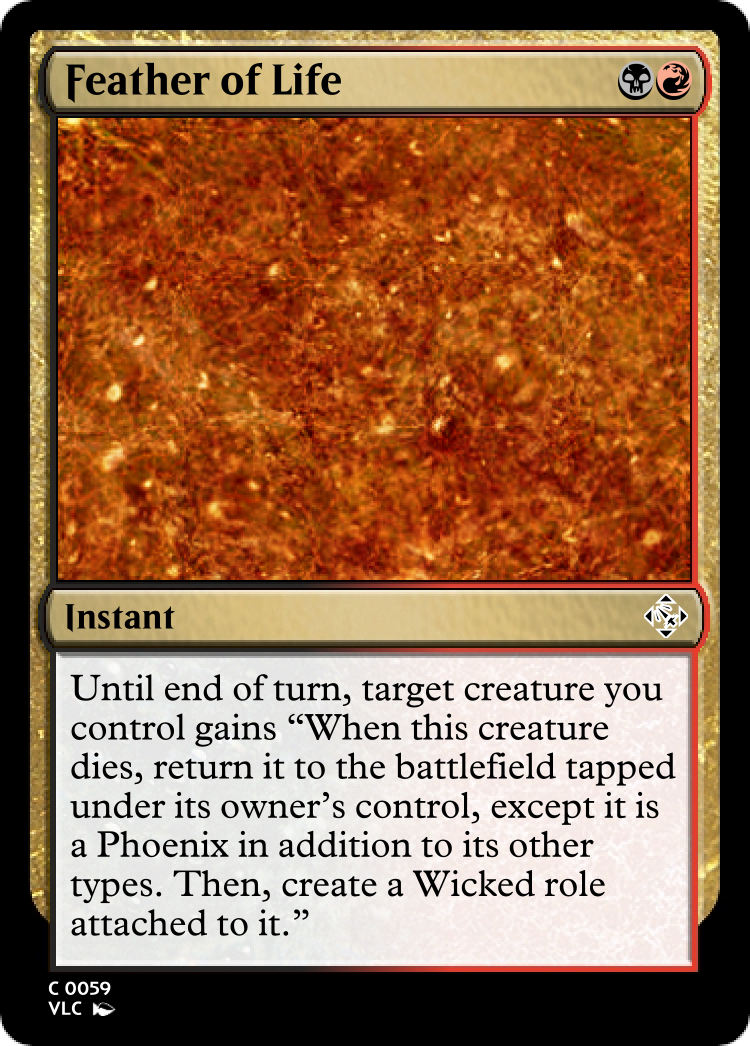 Feather of Life
Instant
Until end of turn, target creature you
control gains “When this creature
dies, return it to the battlefield tapped
under its owner’s control, except it is
a Phoenix in addition to its other
types. Then, create a Wicked role
attached to it.”
C 0059
VLC